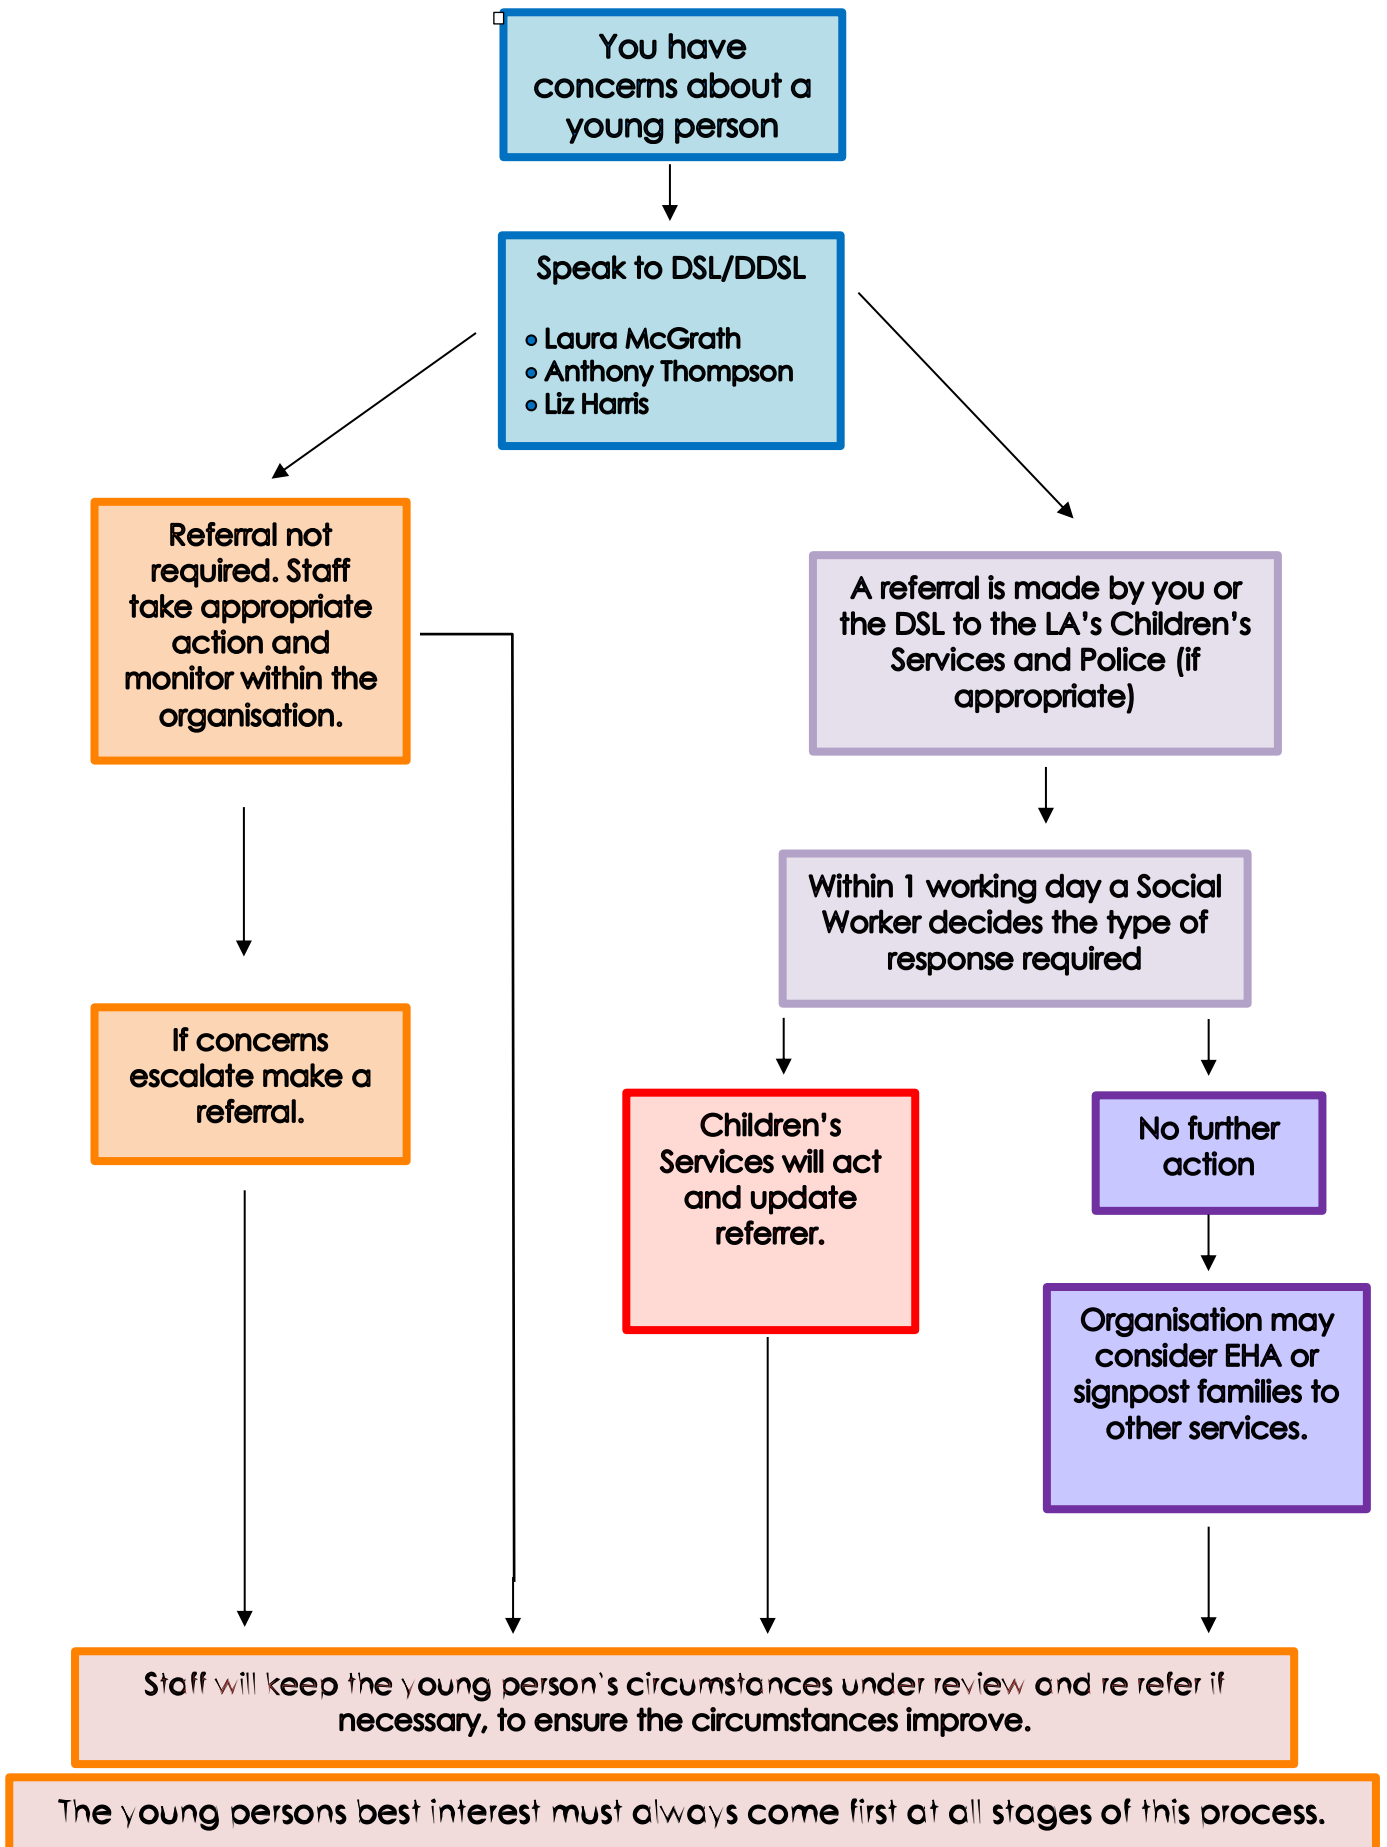 You have
concerns about a
young person
Speak to DSL/DDSL
• Laura McGrath
• Anthony Thompson
• Liz Harris
Referral not
required. Staff
take appropriate
action and
monitor within the
organisation.
A referral is made by you or
the DSL to the LA’s Children’s
Services and Police (if
appropriate)
Within 1 working day a Social
Worker decides the type of
response required
If concerns
escalate make a
referral.
Children’s
Services will act
and update
referrer.
No further
action
Organisation may
consider EHA or
signpost families to
other services.
Staff will keep the young person's circumstances under review and re refer if
necessary, to ensure the circumstances improve.
The young persons best interest must always come first at all stages of this process.